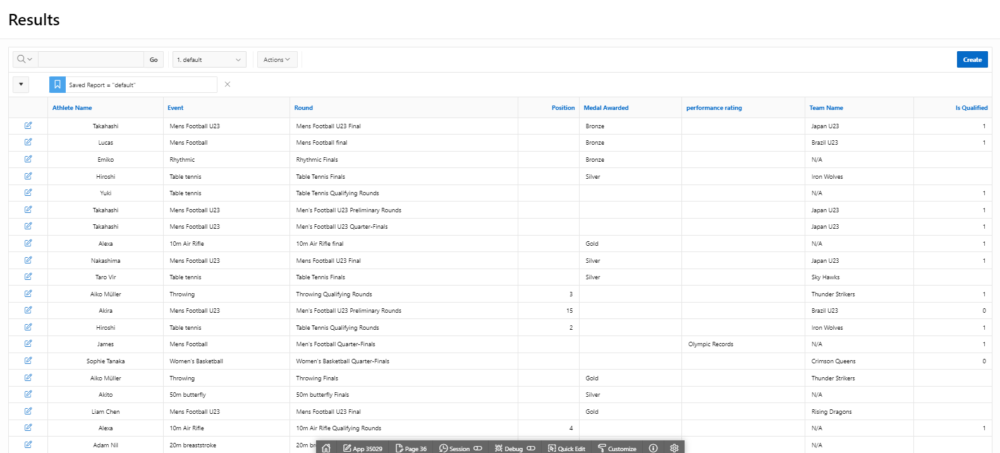 Results
Go 1. default Actions Create
Saved Report = "default"
Athlete Name Event Round Position Medal Awarded performance rating Team Name Is Qualified
Takahashi Mens Football U23 Mens Football U23 Final Bronze Japan U23 1
Lucas Mens Football Mens Football final Bronze Brazil U23 1
Emiko Rhythmic Rhythmic Finals Bronze N/A
Hiroshi Table tennis Table Tennis Finals Silver Iron Wolves
Yuki Table tennis Table Tennis Qualifying Rounds N/A 1
Takahashi Mens Football U23 Men's Football U23 Preliminary Rounds Japan U23 1
Takahashi Mens Football U23 Men's Football U23 Quarter-Finals Japan U23 1
Alexa 10m Air Rifle 10m Air Rifle final Gold N/A 1
Nakashima Mens Football U23 Mens Football U23 Final Silver Japan U23 1
Taro Vir Table tennis Table Tennis Finals Silver Sky Hawks
Aiko Müller Throwing Throwing Qualifying Rounds 3 Thunder Strikers 1
Akira Mens Football U23 Men's Football U23 Preliminary Rounds 15 Brazil U23 0
Hiroshi Table tennis Table Tennis Qualifying Rounds 2 Iron Wolves 1
James Mens Football Men's Football Quarter-Finals Olympic Records N/A 1
Sophie Tanaka Women's Basketball Women's Basketball Quarter-Finals Crimson Queens 0
Aiko Müller Throwing Throwing Finals Gold Thunder Strikers
Akito 50m butterfly 50m butterfly Finals Silver N/A
Liam Chen Mens Football U23 Mens Football U23 Final Gold Rising Dragons
Alexa 10m Air Rifle 10m Air Rifle Qualifying Rounds 4 N/A 1
Adam Nil 20m breaststroke 20m N/A
App 35029 Page 36 Session Debug Quick Edit Customize